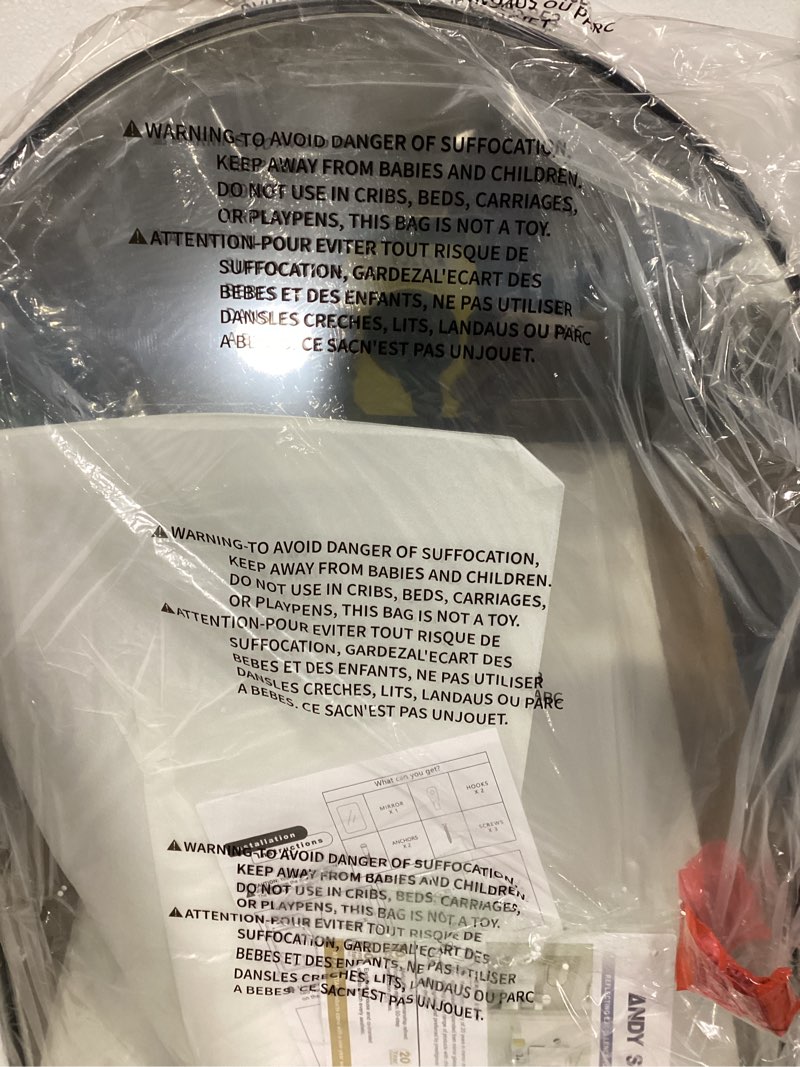 OU PARC
WARNING-TO AVOID DANGER OF SUFFOCATION,
KEEP AWAY FROM BABIES AND CHILDREN.
DO NOT USE IN CRIBS, BEDS, CARRIAGES,
OR PLAYPENS, THIS BAG IS NOT A TOY.
ATTENTION-POUR EVITER TOUT RISQUE DE
SUFFOCATION, GARDEZAL'ECART DES
BEBES ET DES ENFANTS, NE PAS UTILISER
DANSLES CRECHES, LITS, LANDAUS OU PARC
CE SACN'EST PAS UNJOUET.
WARNING-TO AVOID DANGER OF SUFFOCATION,
KEEP AWAY FROM BABIES AND CHILDREN.
DO NOT USE IN CRIBS, BEDS, CARRIAGES,
OR PLAYPENS, THIS BAG IS NOT A TOY.
ATTENTION-POUR EVITER TOUT RISQUE DE
SUFFOCATION, GARDEZAL'ECART DES
BEBES ET DES ENFANTS, NE PAS UTILISER
DANSLES CRECHES, LITS, LANDAUS OU PARC
A BEBES. CE SACN'EST PAS UNJOUET.
What can you get?
MIRROR
X 1
HOOKS
X 2
ANCHORS
X 2
SCREWS
X 3
WARNING-TO AVOID DANGER OF SUFFOCATION,
KEEP AWAY FROM BABIES AND CHILDREN,
DO NOT USE IN CRIBS, BEDS, CARRIAGES,
OR PLAYPENS, THIS BAG IS NOT A TOY.
ATTENTION-POUR EVITER TOUT RISQUE DE
SUFFOCATION, GARDEZAL'ECART DES
BEBES ET DES ENFANTS, NE PAS UTILISER
DANSLES CRECHES, LITS, LANDAUS OU PARC
A BEBES. CE SACN'EST PAS UNJOUET.
20
ANDY S